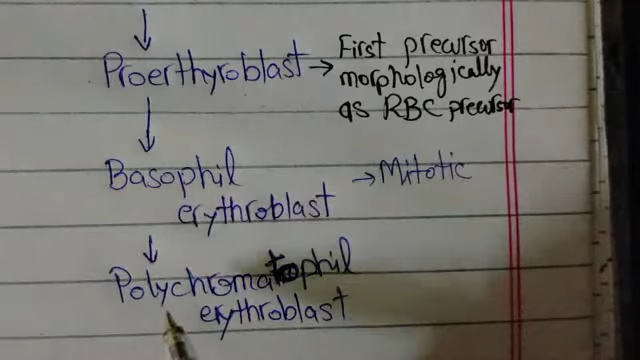 Proerthyroblast → First precursor
morphologically
as RBC precursor
Basophil
erythroblast → Mitotic
Polychromatophil
erythroblast